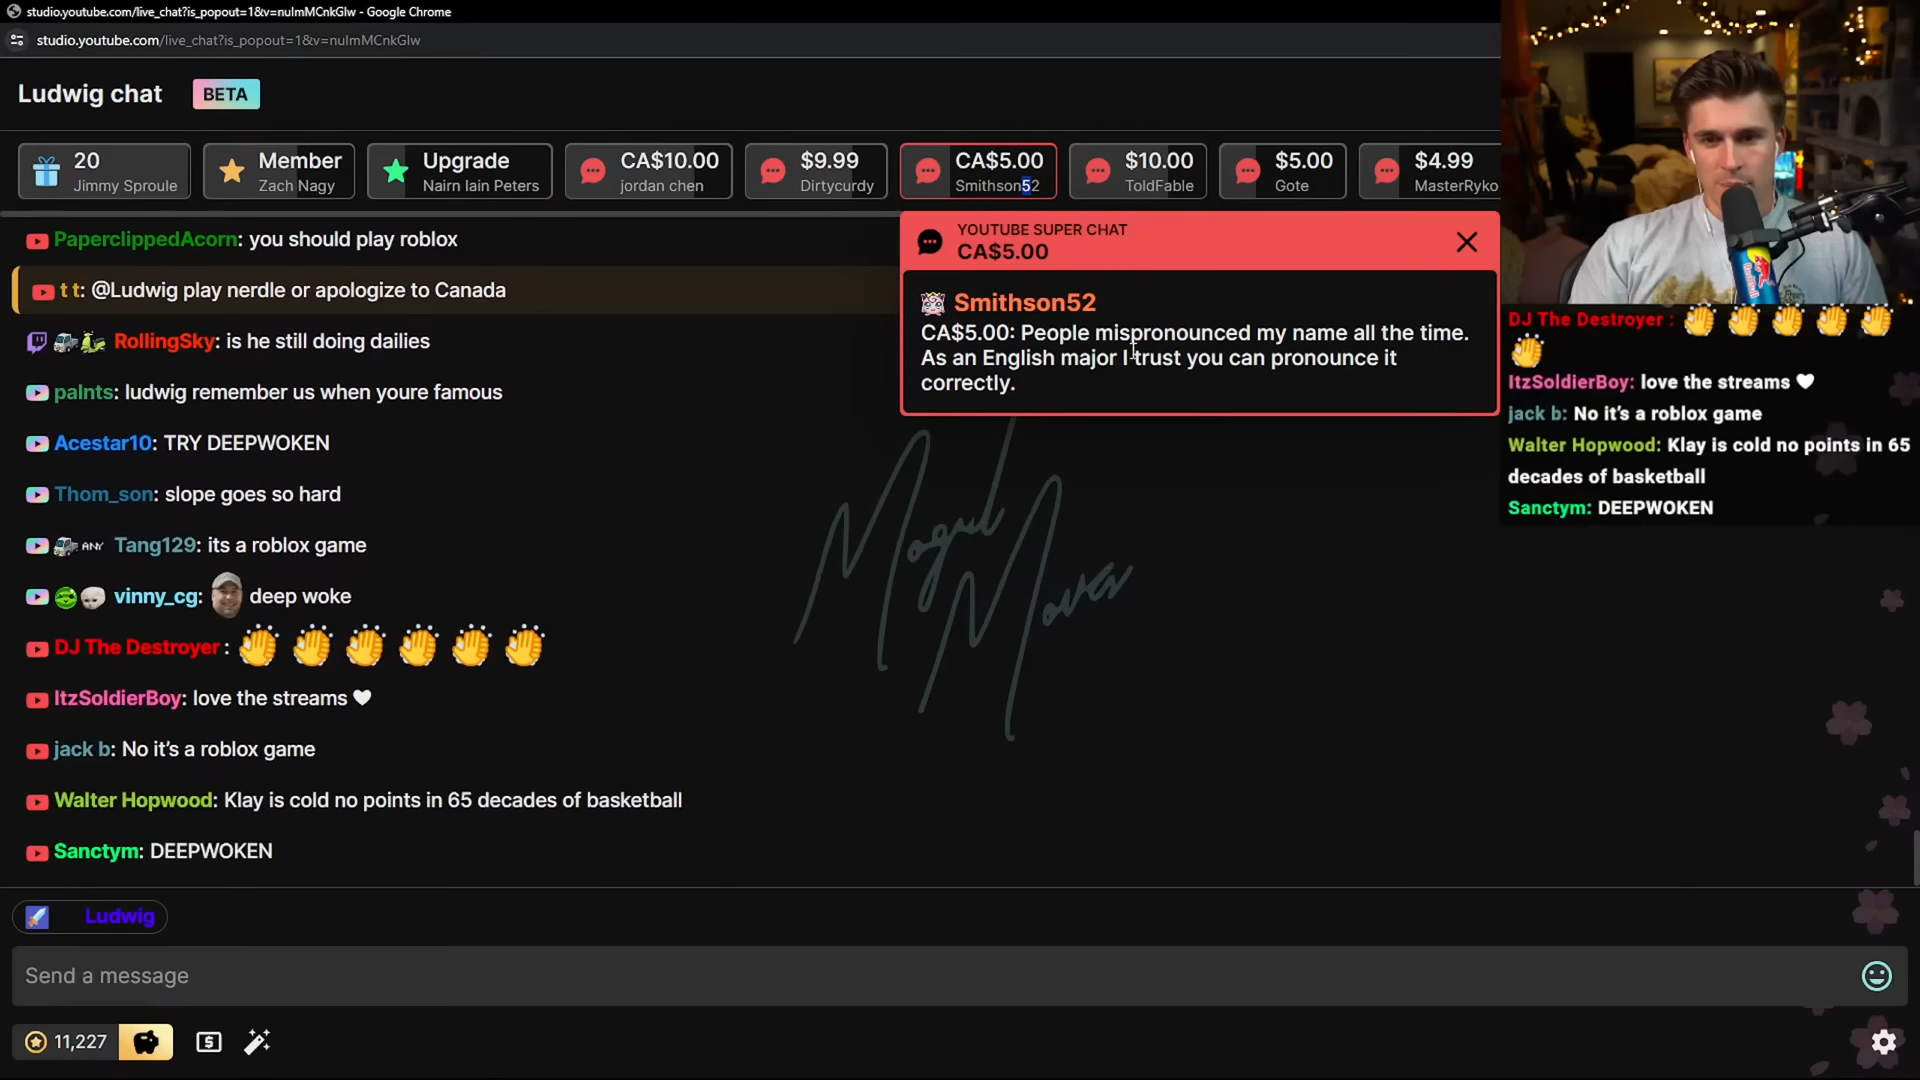 studio.youtube.com/live_chat?is_popout=1&v=nuImMCnkGlw - Google Chrome
studio.youtube.com/live_chat?is_popout=1&v=nuImMCnkGlw
Ludwig chat BETA
20 Jimmy Sproule
Member Zach Nagy
Upgrade Nairn Iain Peters
CA$10.00 jordan chen
$9.99 Dirtycurdy
CA$5.00 Smithson52
$10.00 ToldFable
$5.00 Gote
$4.99 MasterRyko
YOUTUBE SUPER CHAT
CA$5.00
Smithson52
CA$5.00: People mispronounced my name all the time.
As an English major I trust you can pronounce it
correctly.
PaperclippedAcorn: you should play roblox
t t: @Ludwig play nerdle or apologize to Canada
RollingSky: is he still doing dailies
paInts: ludwig remember us when youre famous
Acestar10: TRY DEEPWOKEN
Thom_son: slope goes so hard
ANY Tang129: its a roblox game
vinny_cg: deep woke
DJ The Destroyer : 👏 👏 👏 👏 👏 👏
ItzSoldierBoy: love the streams 🤍
jack b: No it's a roblox game
Walter Hopwood: Klay is cold no points in 65 decades of basketball
Sanctym: DEEPWOKEN
Mogul
Moves
DJ The Destroyer : 👏 👏 👏 👏 👏
👏
ItzSoldierBoy: love the streams 🤍
jack b: No it's a roblox game
Walter Hopwood: Klay is cold no points in 65
decades of basketball
Sanctym: DEEPWOKEN
Ludwig
Send a message
11,227